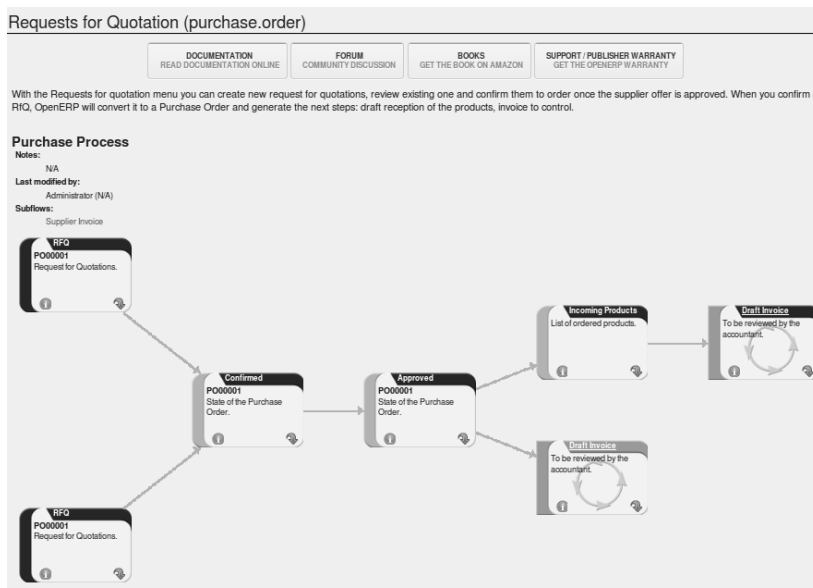 Requests for Quotation (purchase.order)
DOCUMENTATION
READ DOCUMENTATION ONLINE
FORUM
COMMUNITY DISCUSSION
BOOKS
GET THE BOOK ON AMAZON
SUPPORT / PUBLISHER WARRANTY
GET THE OPENERP WARRANTY
With the Requests for quotation menu you can create new request for quotations, review existing one and confirm them to order once the supplier offer is approved. When you confirm
RfQ, OpenERP will convert it to a Purchase Order and generate the next steps: draft reception of the products, invoice to control.
Purchase Process
Notes:
N/A
Last modified by:
Administrator (N/A)
Subflows:
Supplier Invoice
RFQ
PO00001
Request for Quotations.
Incoming Products
List of ordered products.
Draft Invoice
To be reviewed by the
accountant.
Confirmed
PO00001
State of the Purchase
Order.
Approved
PO00001
State of the Purchase
Order.
Draft Invoice
To be reviewed by the
accountant.
RFQ
PO00001
Request for Quotations.